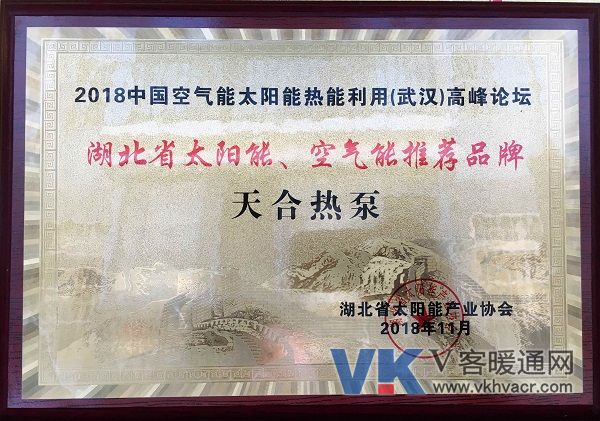 2018中国空气能太阳能热能利用(武汉)高峰论坛
湖北省太阳能、空气能推荐品牌
天合热泵
湖北省太阳能产业协会
2018年11月
VK V客暖通网
www.vkhvacr.com